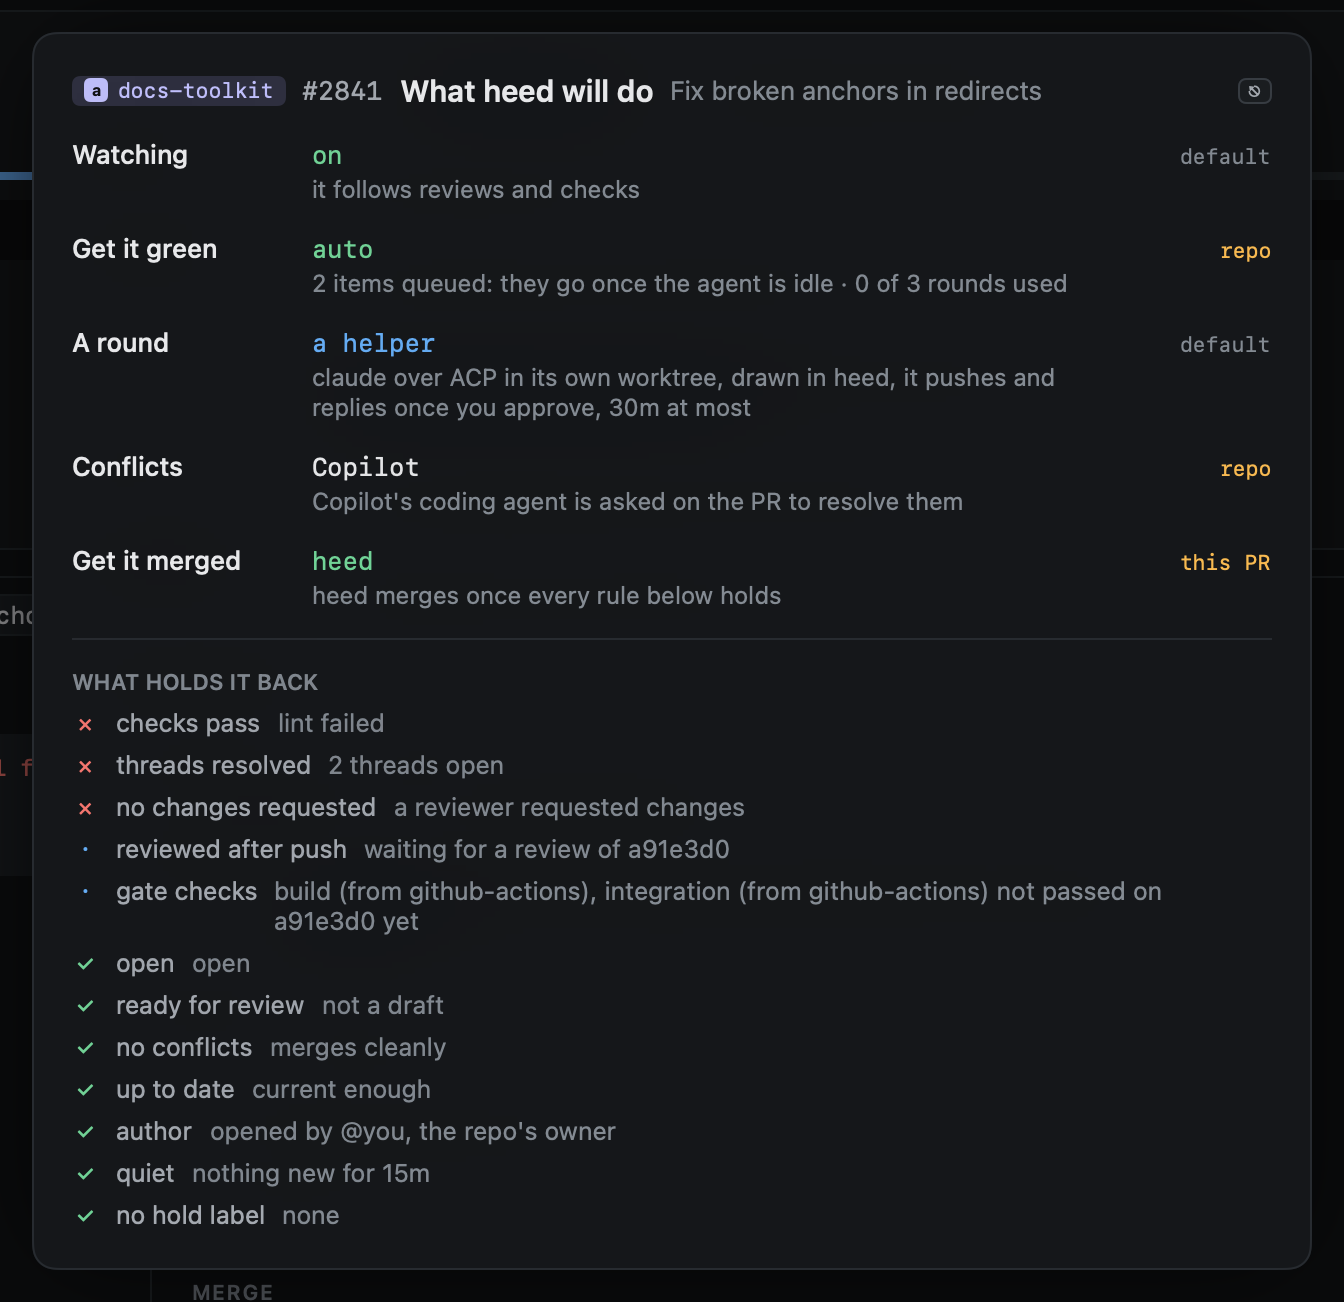 a docs-toolkit #2841 What heed will do Fix broken anchors in redirects
Watching on default
it follows reviews and checks
Get it green auto repo
2 items queued: they go once the agent is idle · 0 of 3 rounds used
A round a helper default
claude over ACP in its own worktree, drawn in heed, it pushes and
replies once you approve, 30m at most
Conflicts Copilot repo
Copilot's coding agent is asked on the PR to resolve them
Get it merged heed this PR
heed merges once every rule below holds
WHAT HOLDS IT BACK
× checks pass lint failed
× threads resolved 2 threads open
× no changes requested a reviewer requested changes
· reviewed after push waiting for a review of a91e3d0
· gate checks build (from github-actions), integration (from github-actions) not passed on
a91e3d0 yet
✓ open open
✓ ready for review not a draft
✓ no conflicts merges cleanly
✓ up to date current enough
✓ author opened by @you, the repo's owner
✓ quiet nothing new for 15m
✓ no hold label none
MERGE